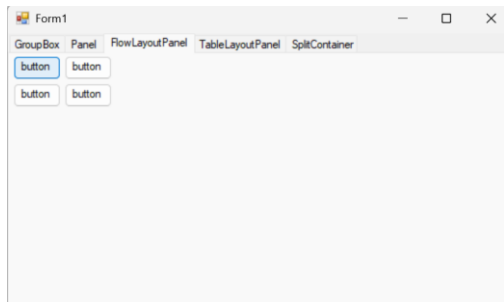 Form1
GroupBox Panel FlowLayoutPanel TableLayoutPanel SplitContainer
button button
button button